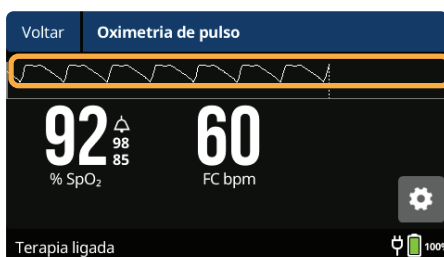 Voltar Oximetria de pulso
92 98 85 60
% SpO₂ FC bpm
Terapia ligada 100%